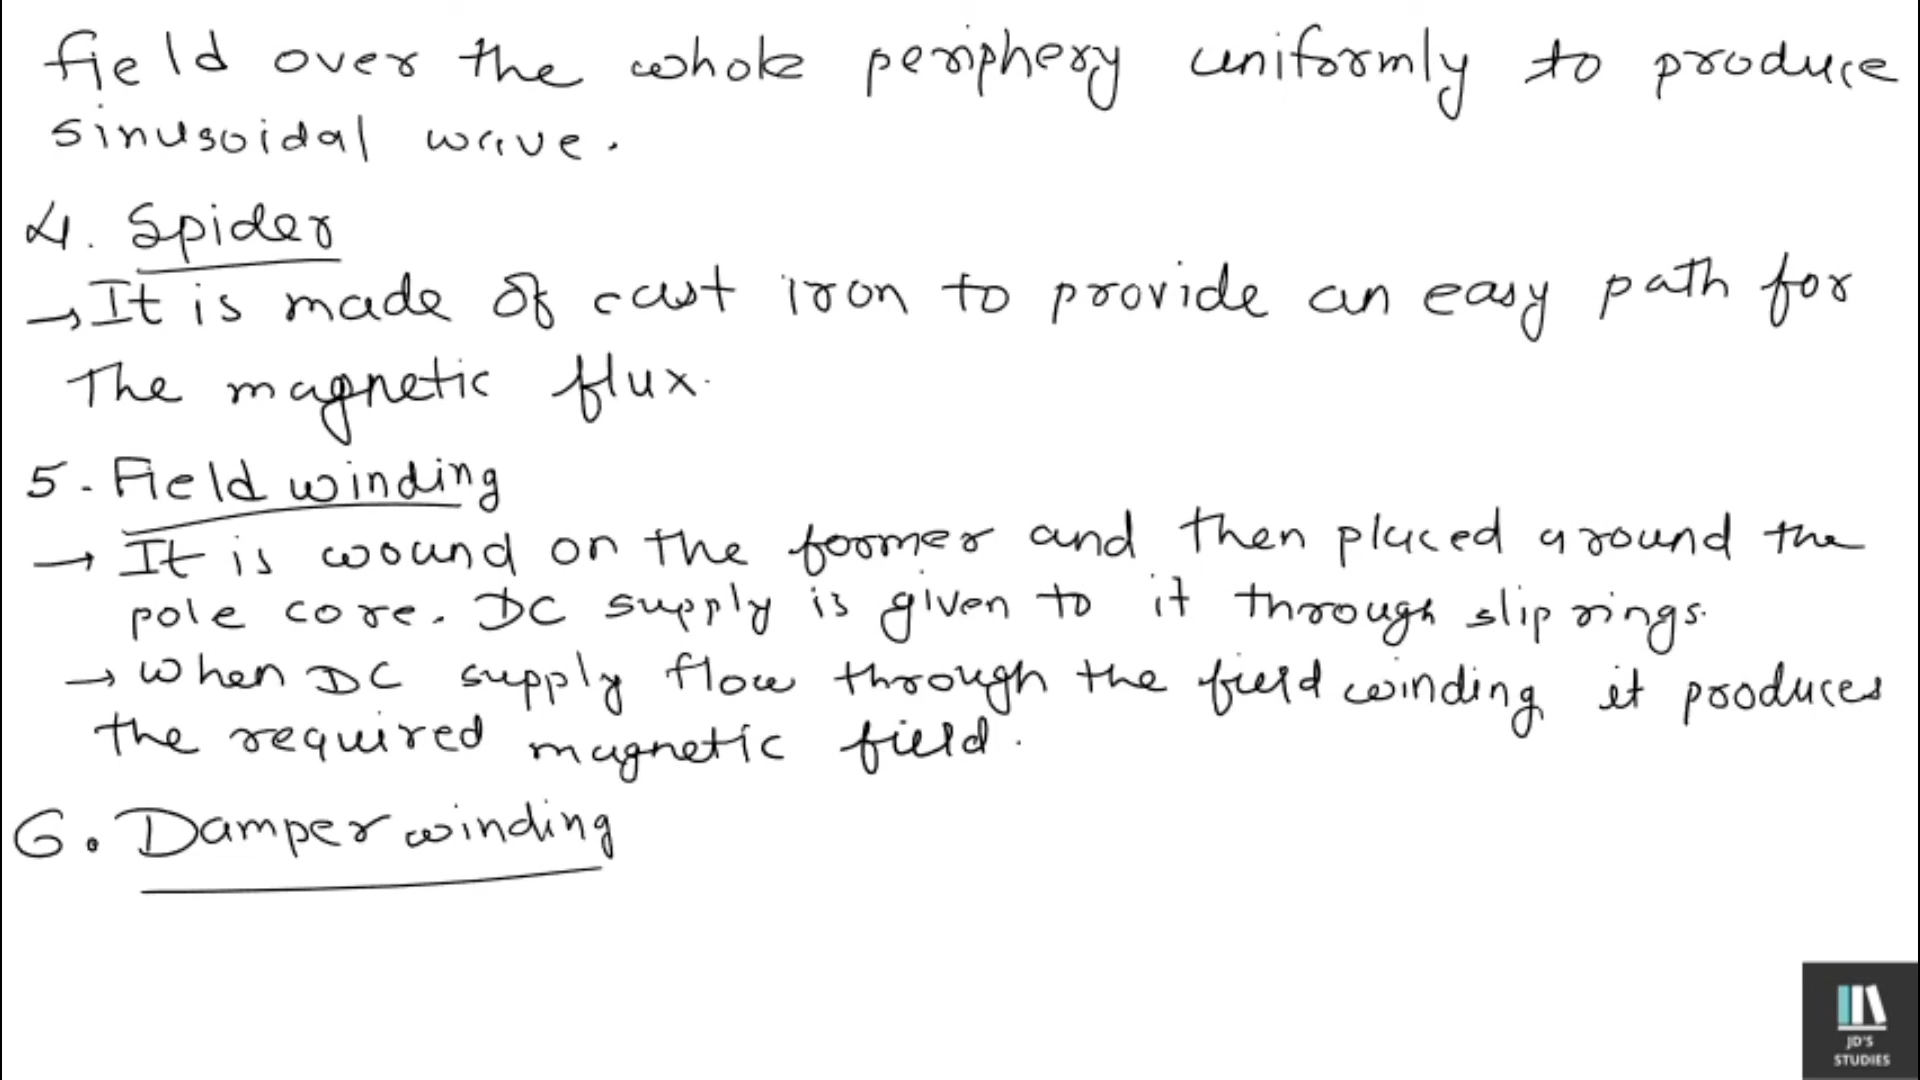 field over the whole periphery uniformly to produce
sinusoidal wave.
4. Spider
→ It is made of cast iron to provide an easy path for
The magnetic flux.
5. Field winding
→ It is wound on the former and then placed around the
pole core. DC supply is given to it through slip rings.
→ When DC supply flow through the field winding it produces
the required magnetic field.
6. Damper winding
JD'S
STUDIES